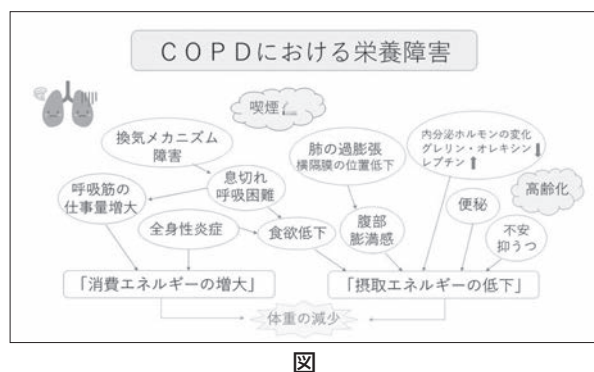 COPDにおける栄養障害
喫煙
換気メカニズム
障害
肺の過膨張
横隔膜の位置低下
内分泌ホルモンの変化
グレリン・オレキシン⬇
レプチン⬆
呼吸筋の
仕事量増大
息切れ
呼吸困難
高齢化
便秘
全身性炎症
食欲低下
腹部
膨満感
不安
抑うつ
「消費エネルギーの増大」
「摂取エネルギーの低下」
体重の減少
図